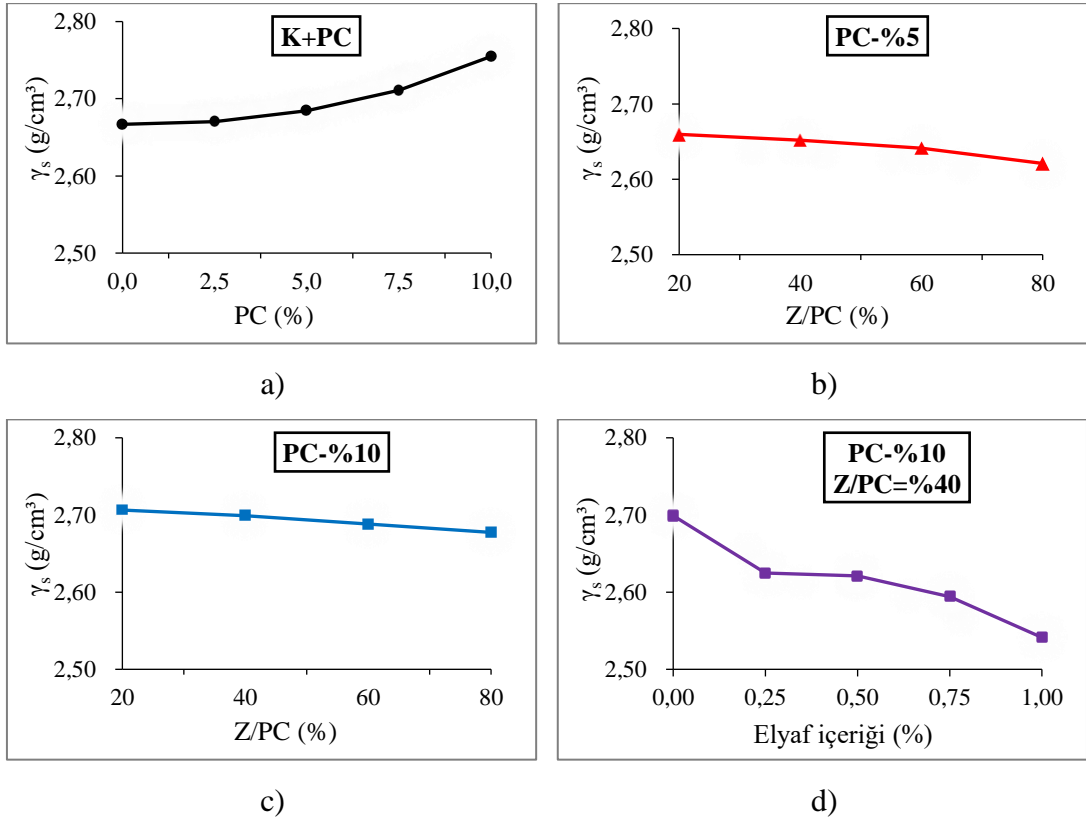 K+PC
γs (g/cm³)
2,80
2,70
2,60
2,50
0,0 2,5 5,0 7,5 10,0
PC (%)
a)
PC-%5
γs (g/cm³)
2,80
2,70
2,60
2,50
20 40 60 80
Z/PC (%)
b)
PC-%10
γs (g/cm³)
2,80
2,70
2,60
2,50
20 40 60 80
Z/PC (%)
c)
PC-%10
Z/PC=%40
γs (g/cm³)
2,80
2,70
2,60
2,50
0,00 0,25 0,50 0,75 1,00
Elyaf içeriği (%)
d)